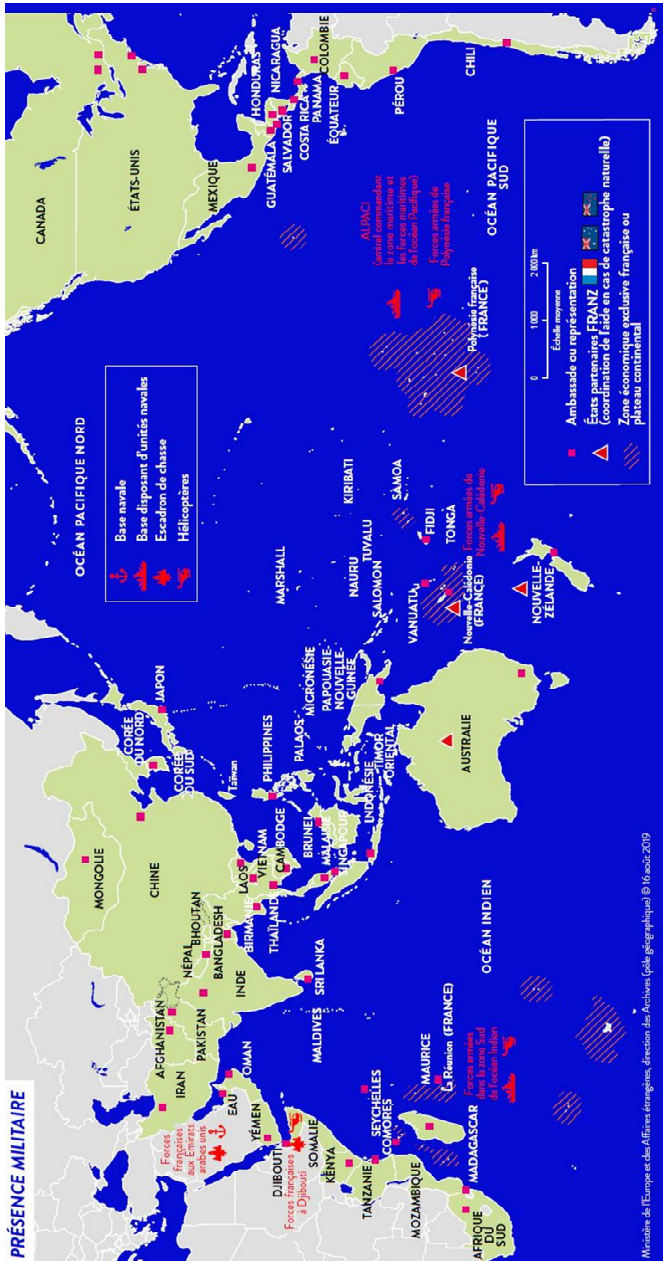 PRÉSENCE MILITAIRE
CANADA
ÉTATS-UNIS
MEXIQUE
GUATÉMALA
HONDURAS
SALVADOR
NICARAGUA
COSTA RICA
PANAMA
COLOMBIE
ÉQUATEUR
PÉROU
CHILI
OCÉAN PACIFIQUE NORD
OCÉAN PACIFIQUE
SUD
Base navale
Base disposant d'unités navales
Escadron de chasse
Hélicoptères
ALPACI
(amiral commandant
la zone maritime et
les forces maritimes
de l'océan Pacifique)
Forces armées de
Polynésie française
Polynésie française
(FRANCE)
MONGOLIE
CHINE
CORÉE
DU NORD
CORÉE
DU SUD
JAPON
Taïwan
AFGHANISTAN
IRAN
PAKISTAN
NÉPAL
BHOUTAN
BANGLADESH
INDE
BIRMANIE
LAOS
THAÏLAND
VIETNAM
CAMBODGE
PHILIPPINES
PALAOS
BRUNEI
MALAISIE
SINGAPOUR
INDONÉSIE
TIMOR
ORIENTAL
MICRONÉSIE
PAPOUASIE-
NOUVELLE-
GUINÉE
MARSHALL
NAURU
KIRIBATI
TUVALU
SALOMON
SAMOA
VANUATU
FIDJI
TONGA
Nouvelle-Calédonie
(FRANCE)
Forces armées de
Nouvelle-Calédonie
NOUVELLE-
ZÉLANDE
AUSTRALIE
SRI LANKA
MALDIVES
OCÉAN INDIEN
Forces
françaises
aux Emirats
arabes unis
EAU
OMAN
YÉMEN
DJIBOUTI
Forces françaises
à Djibouti
SOMALIE
KENYA
TANZANIE
SEYCHELLES
COMORES
MOZAMBIQUE
MAURICE
La Réunion (FRANCE)
MADAGASCAR
Forces armées
dans la zone Sud
de l'océan Indien
AFRIQUE
DU
SUD
0 1 000 2 000 km
Échelle moyenne
Ambassade ou représentation
États partenaires FRANZ
(coordination de l'aide en cas de catastrophe naturelle)
Zone économique exclusive française ou
plateau continental
Ministère de l'Europe et des Affaires étrangères, direction des Archives (pôle géographique) © 16 août 2019